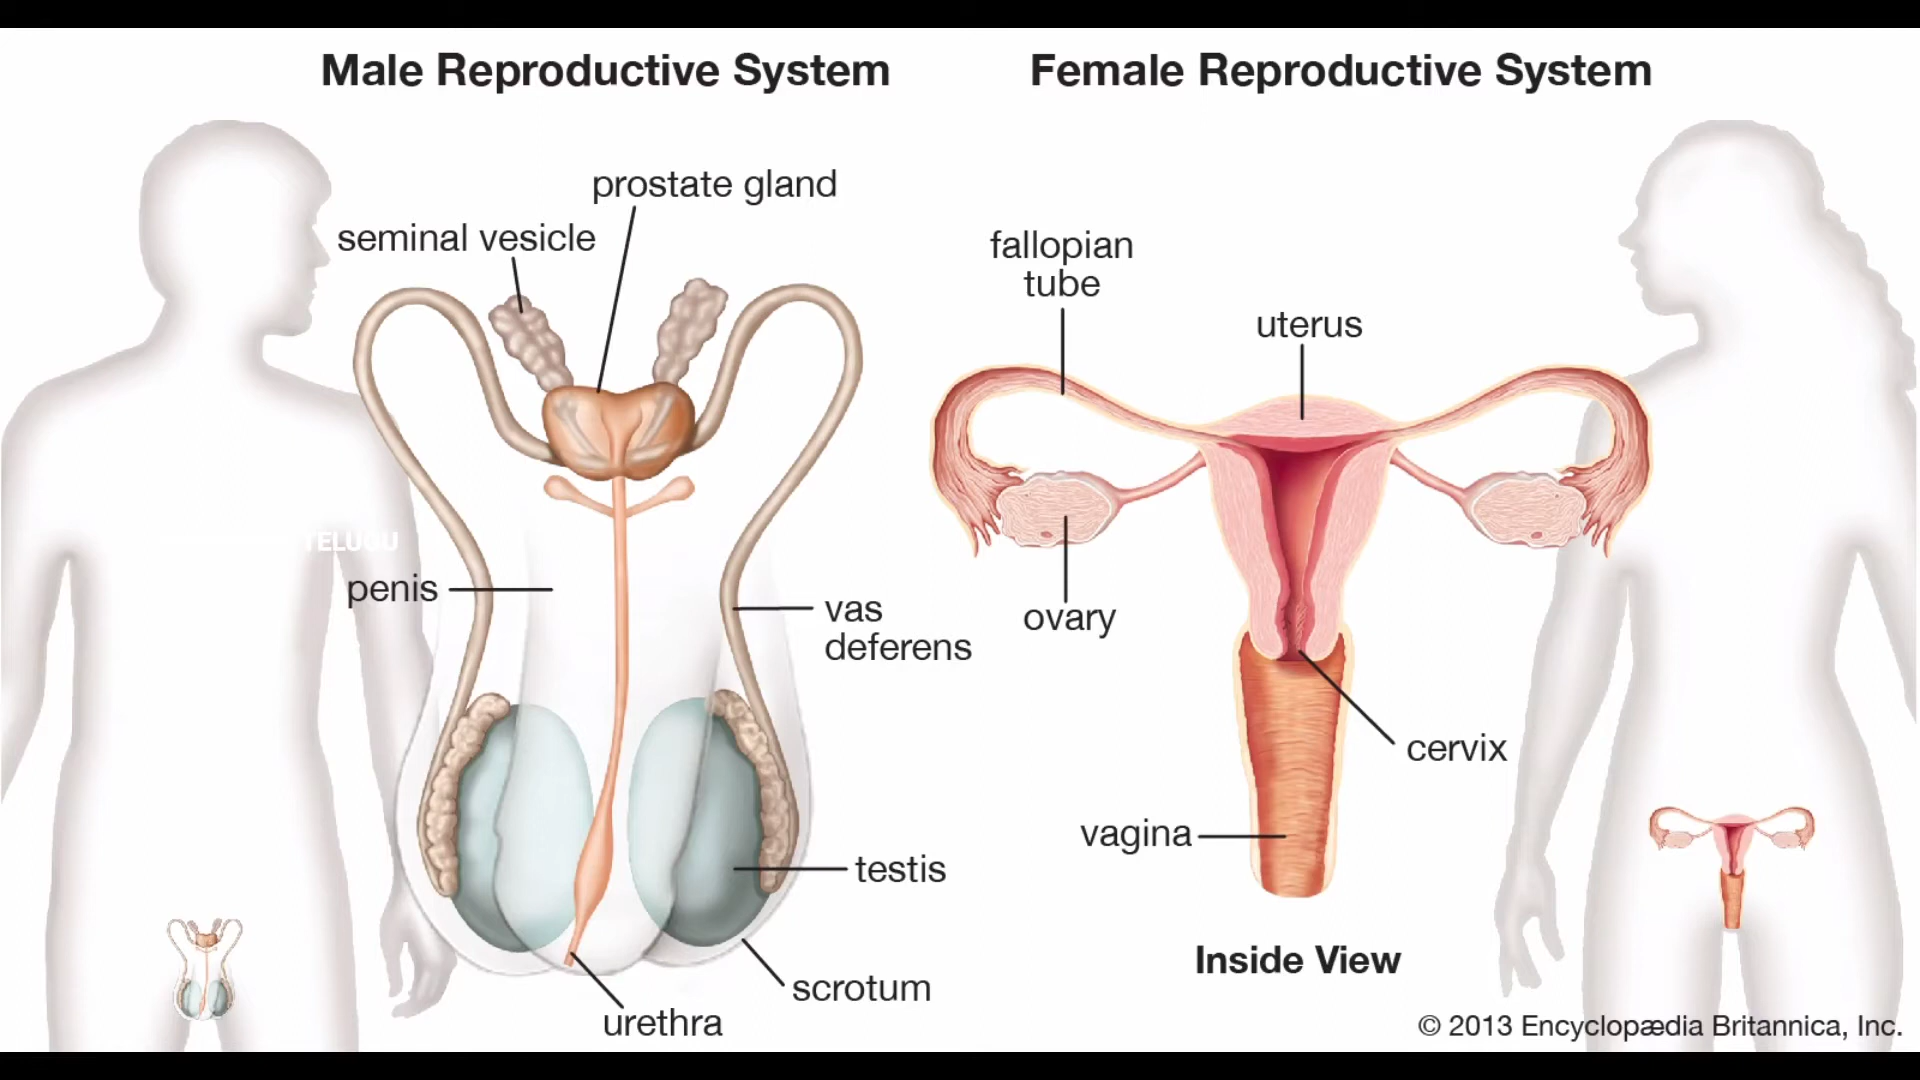 Male Reproductive System
Female Reproductive System
prostate gland
seminal vesicle
penis
vas
deferens
testis
scrotum
urethra
fallopian
tube
uterus
ovary
cervix
vagina
Inside View
TELUGU
© 2013 Encyclopædia Britannica, Inc.